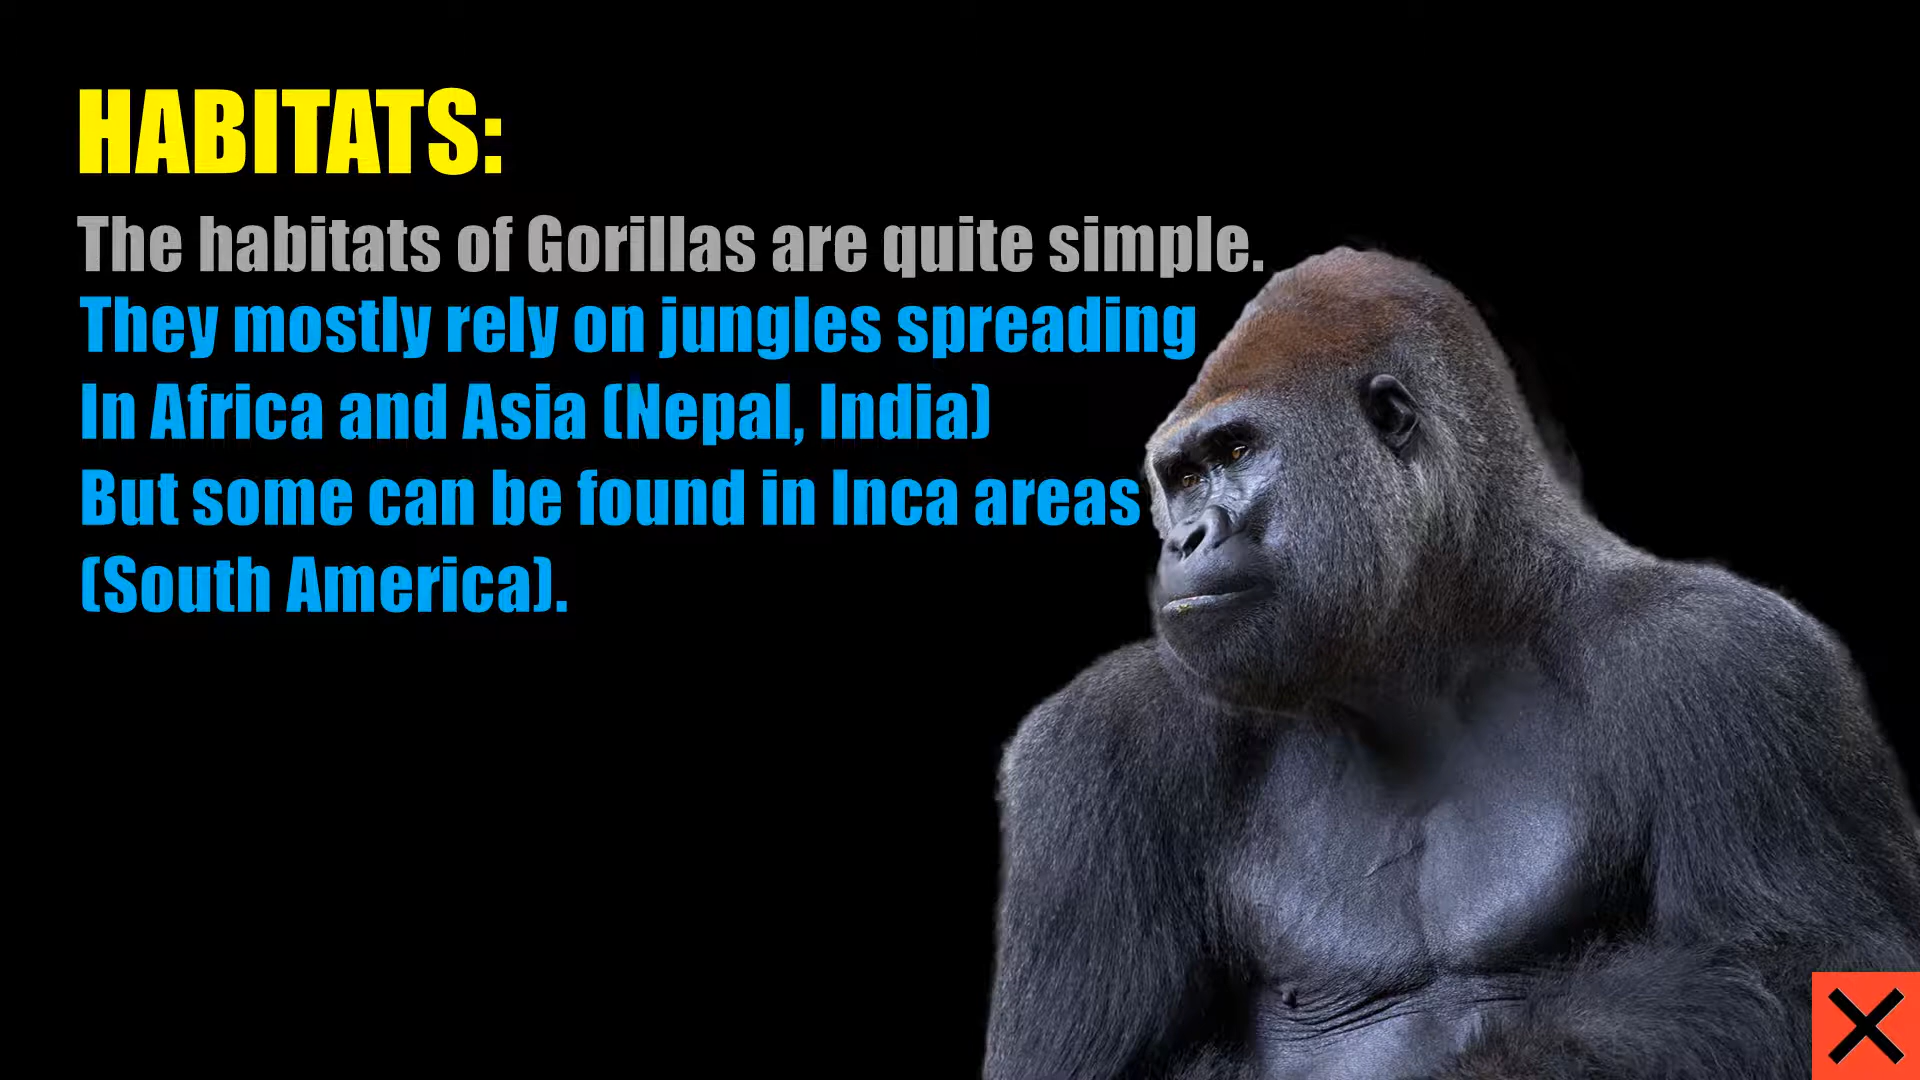 HABITATS:
The habitats of Gorillas are quite simple.
They mostly rely on jungles spreading
In Africa and Asia (Nepal, India)
But some can be found in Inca areas
(South America).